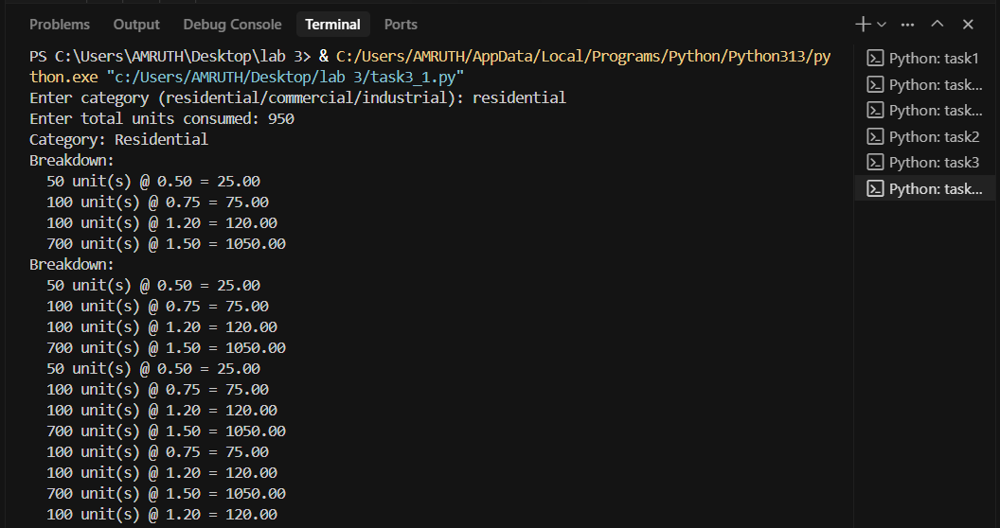 Problems Output Debug Console Terminal Ports
PS C:\Users\AMRUTH\Desktop\lab 3> & C:/Users/AMRUTH/AppData/Local/Programs/Python/Python313/py
thon.exe "c:/Users/AMRUTH/Desktop/lab 3/task3_1.py"
Enter category (residential/commercial/industrial): residential
Enter total units consumed: 950
Category: Residential
Breakdown:
  50 unit(s) @ 0.50 = 25.00
  100 unit(s) @ 0.75 = 75.00
  100 unit(s) @ 1.20 = 120.00
  700 unit(s) @ 1.50 = 1050.00
Breakdown:
  50 unit(s) @ 0.50 = 25.00
  100 unit(s) @ 0.75 = 75.00
  100 unit(s) @ 1.20 = 120.00
  700 unit(s) @ 1.50 = 1050.00
  50 unit(s) @ 0.50 = 25.00
  100 unit(s) @ 0.75 = 75.00
  100 unit(s) @ 1.20 = 120.00
  700 unit(s) @ 1.50 = 1050.00
  100 unit(s) @ 0.75 = 75.00
  100 unit(s) @ 1.20 = 120.00
  700 unit(s) @ 1.50 = 1050.00
  100 unit(s) @ 1.20 = 120.00
Python: task1
Python: task...
Python: task...
Python: task2
Python: task3
Python: task...